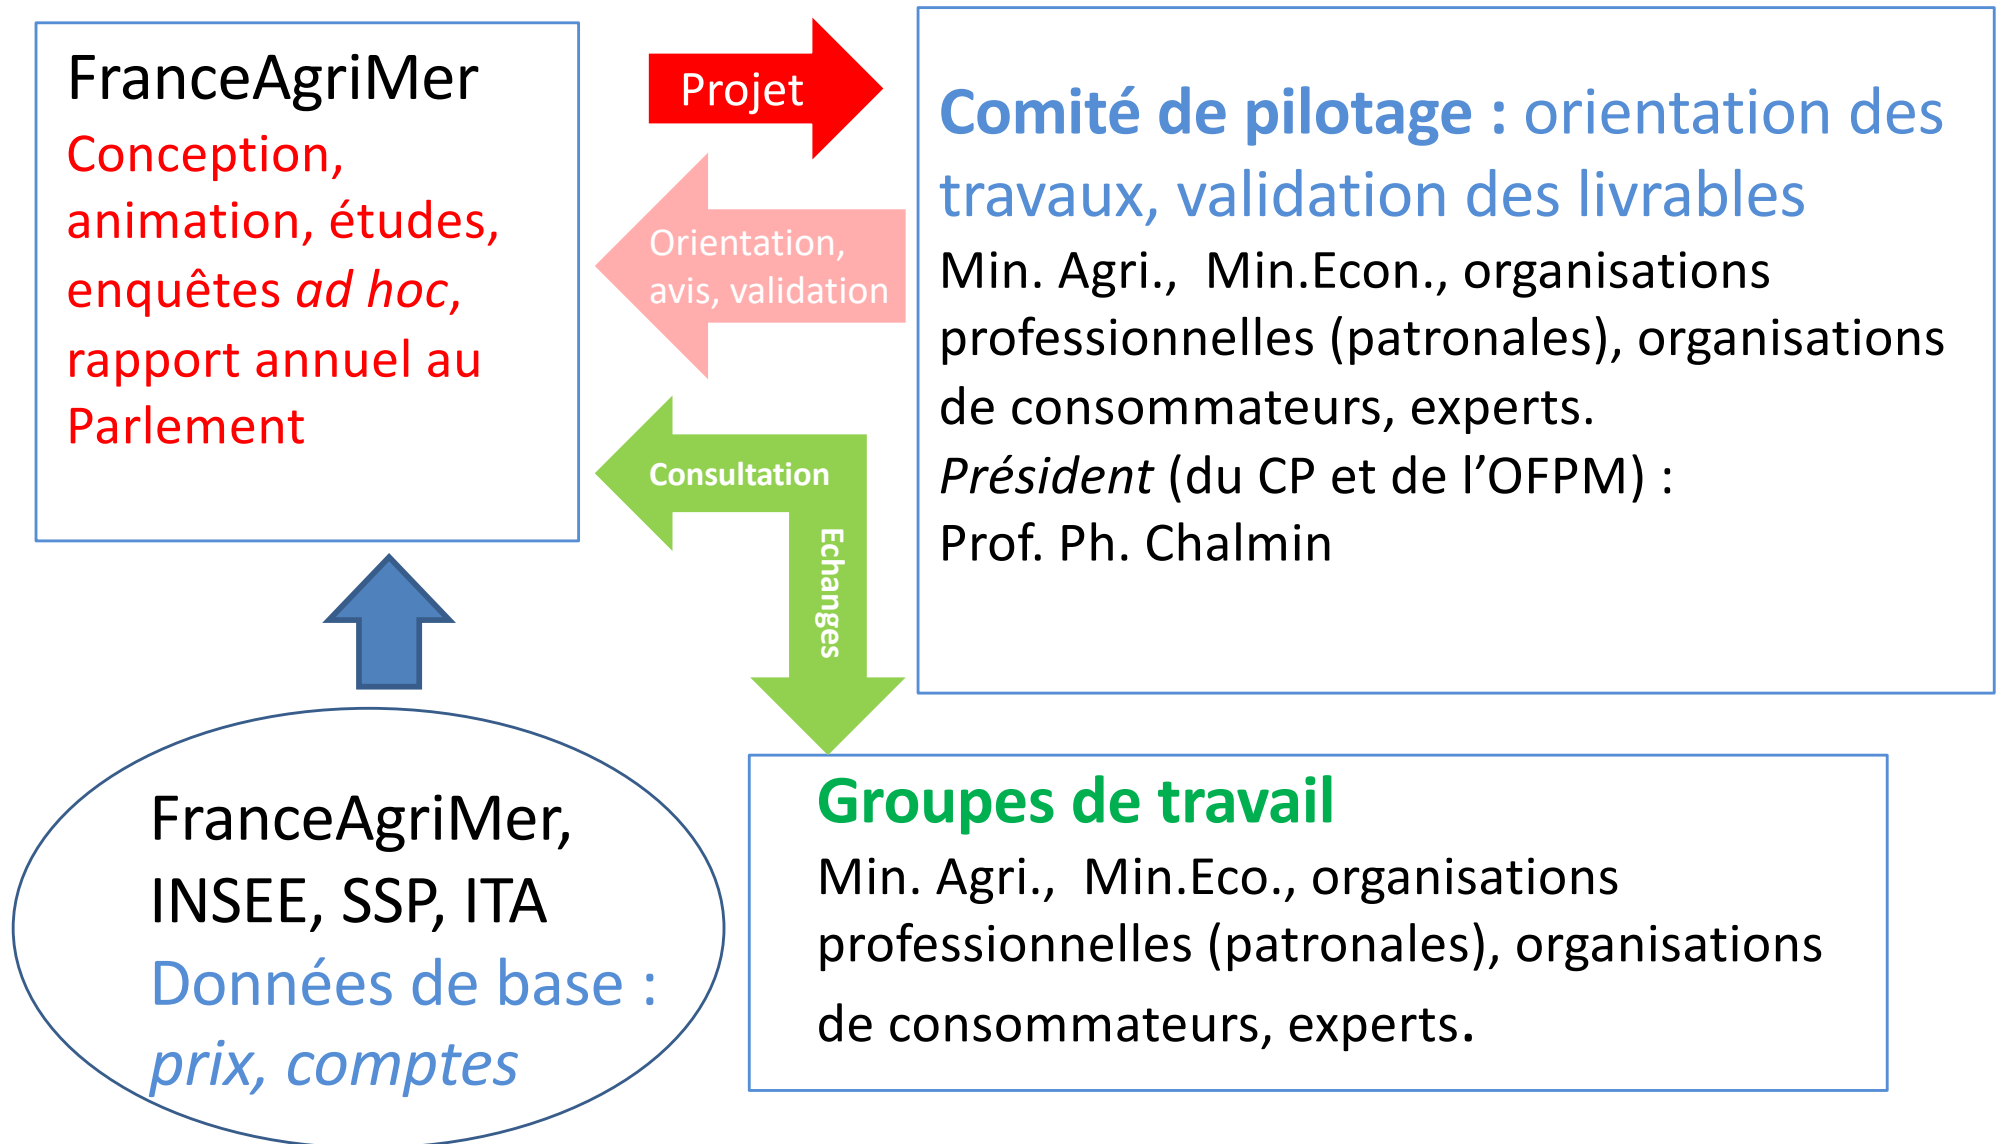 FranceAgriMer
Conception,
animation, études,
enquêtes ad hoc,
rapport annuel au
Parlement
Projet
Orientation,
avis, validation
Consultation
Echanges
Comité de pilotage : orientation des
travaux, validation des livrables
Min. Agri.,  Min.Econ., organisations
professionnelles (patronales), organisations
de consommateurs, experts.
Président (du CP et de l’OFPM) :
Prof. Ph. Chalmin
FranceAgriMer,
INSEE, SSP, ITA
Données de base :
prix, comptes
Groupes de travail
Min. Agri.,  Min.Eco., organisations
professionnelles (patronales), organisations
de consommateurs, experts.